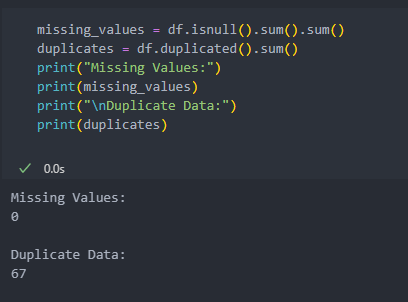 missing_values = df.isnull().sum().sum()
duplicates = df.duplicated().sum()
print("Missing Values:")
print(missing_values)
print("\nDuplicate Data:")
print(duplicates)
✓ 0.0s
Missing Values:
0
Duplicate Data:
67